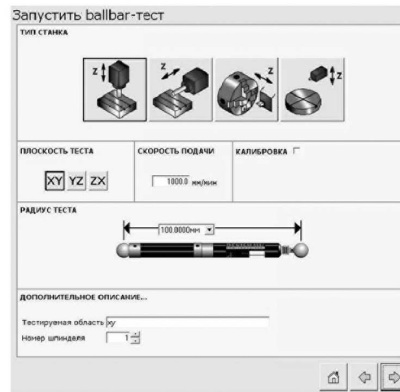 Запустить ballbar-тест
ТИП СТАНКА
Z Z Z Z
ПЛОСКОСТЬ ТЕСТА
XY YZ ZX
СКОРОСТЬ ПОДАЧИ
1000.0 мм/мин
КАЛИБРОВКА
РАДИУС ТЕСТА
100.0000мм
ДОПОЛНИТЕЛЬНОЕ ОПИСАНИЕ...
Тестируемая область xy
Номер шпинделя 1